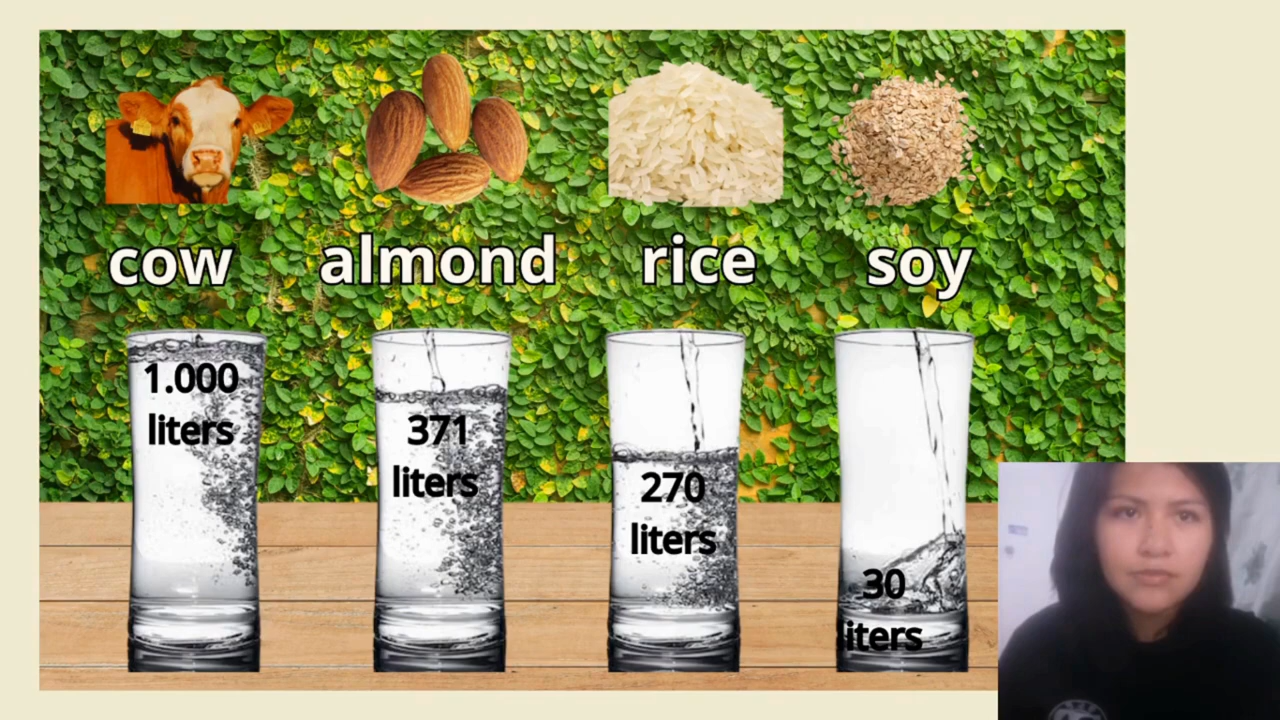 cow almond rice soy
1.000
liters
371
liters
270
liters
30
liters